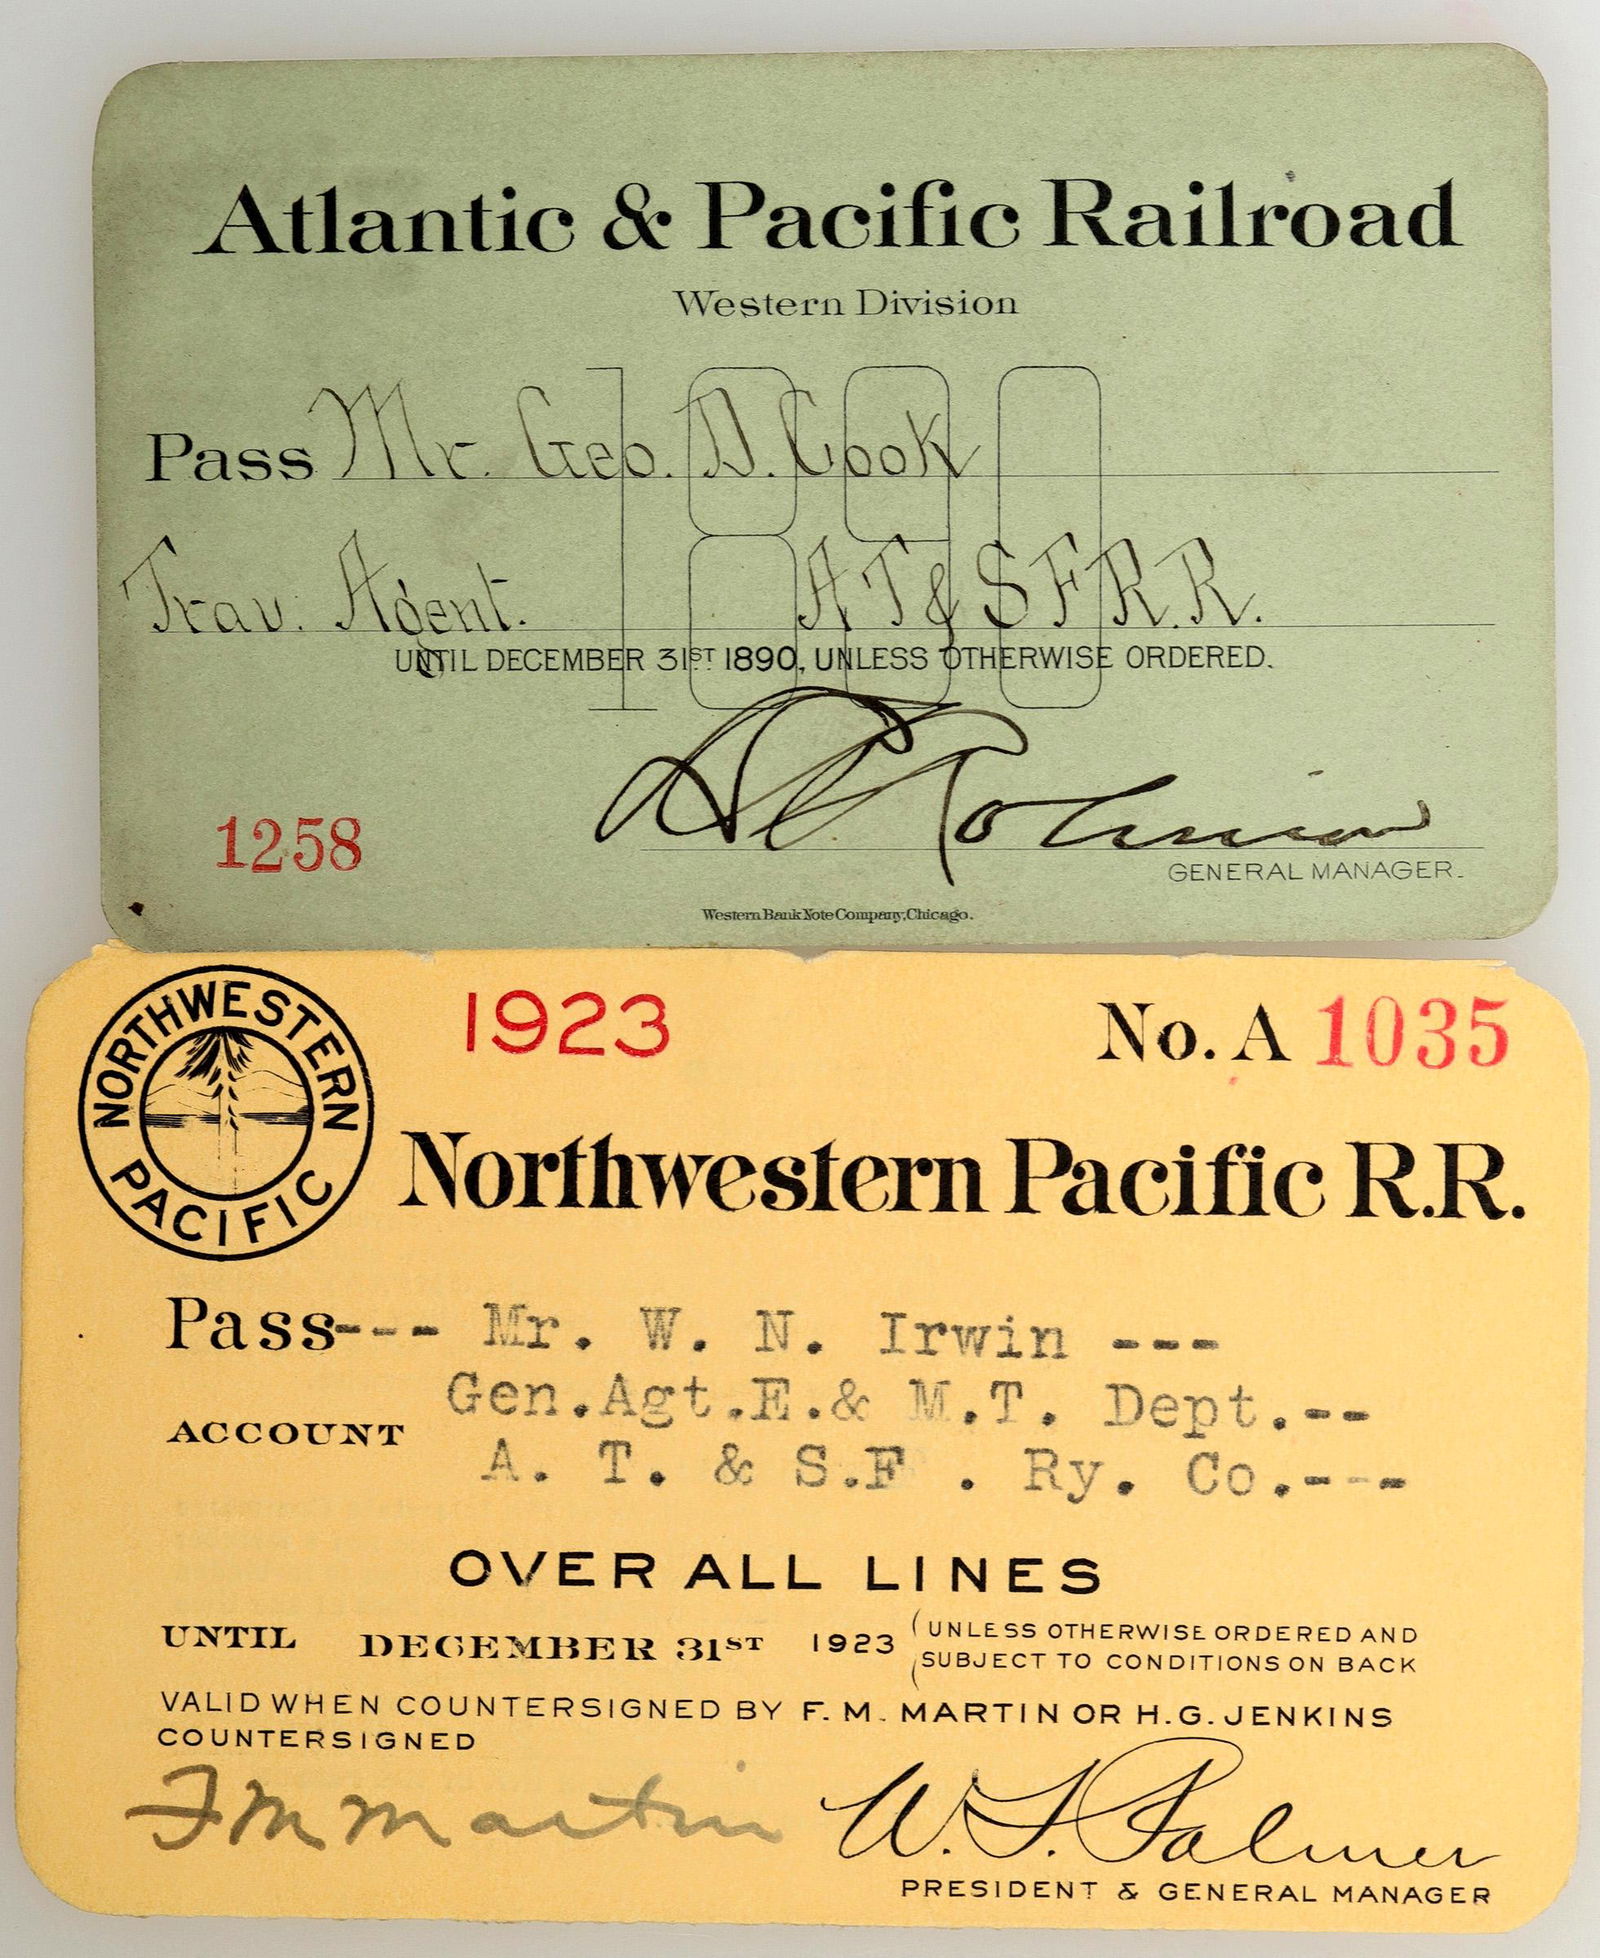 Atlantic & Pacific Railroad
Western Division
1890
Pass Mr. Geo. D. Cook
Trav. Agent. A T & S F R.R.
UNTIL DECEMBER 31ST 1890, UNLESS OTHERWISE ORDERED.
1258
GENERAL MANAGER.
Western Bank Note Company, Chicago.
NORTHWESTERN PACIFIC
1923 No. A 1035
Northwestern Pacific R.R.
Pass--- Mr. W. N. Irwin ---
Gen.Agt.E.& M.T. Dept.--
ACCOUNT
A. T. & S.F . Ry. Co.---
OVER ALL LINES
UNTIL DECEMBER 31ST 1923 (UNLESS OTHERWISE ORDERED AND
(SUBJECT TO CONDITIONS ON BACK
VALID WHEN COUNTERSIGNED BY F. M. MARTIN OR H.G. JENKINS
COUNTERSIGNED
F M Martin W. S. Palmer
PRESIDENT & GENERAL MANAGER